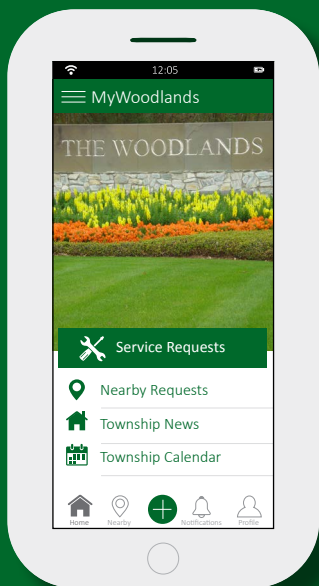 12:05
MyWoodlands
THE WOODLANDS
Service Requests
Nearby Requests
Township News
Township Calendar
Home Nearby Notifications Profile